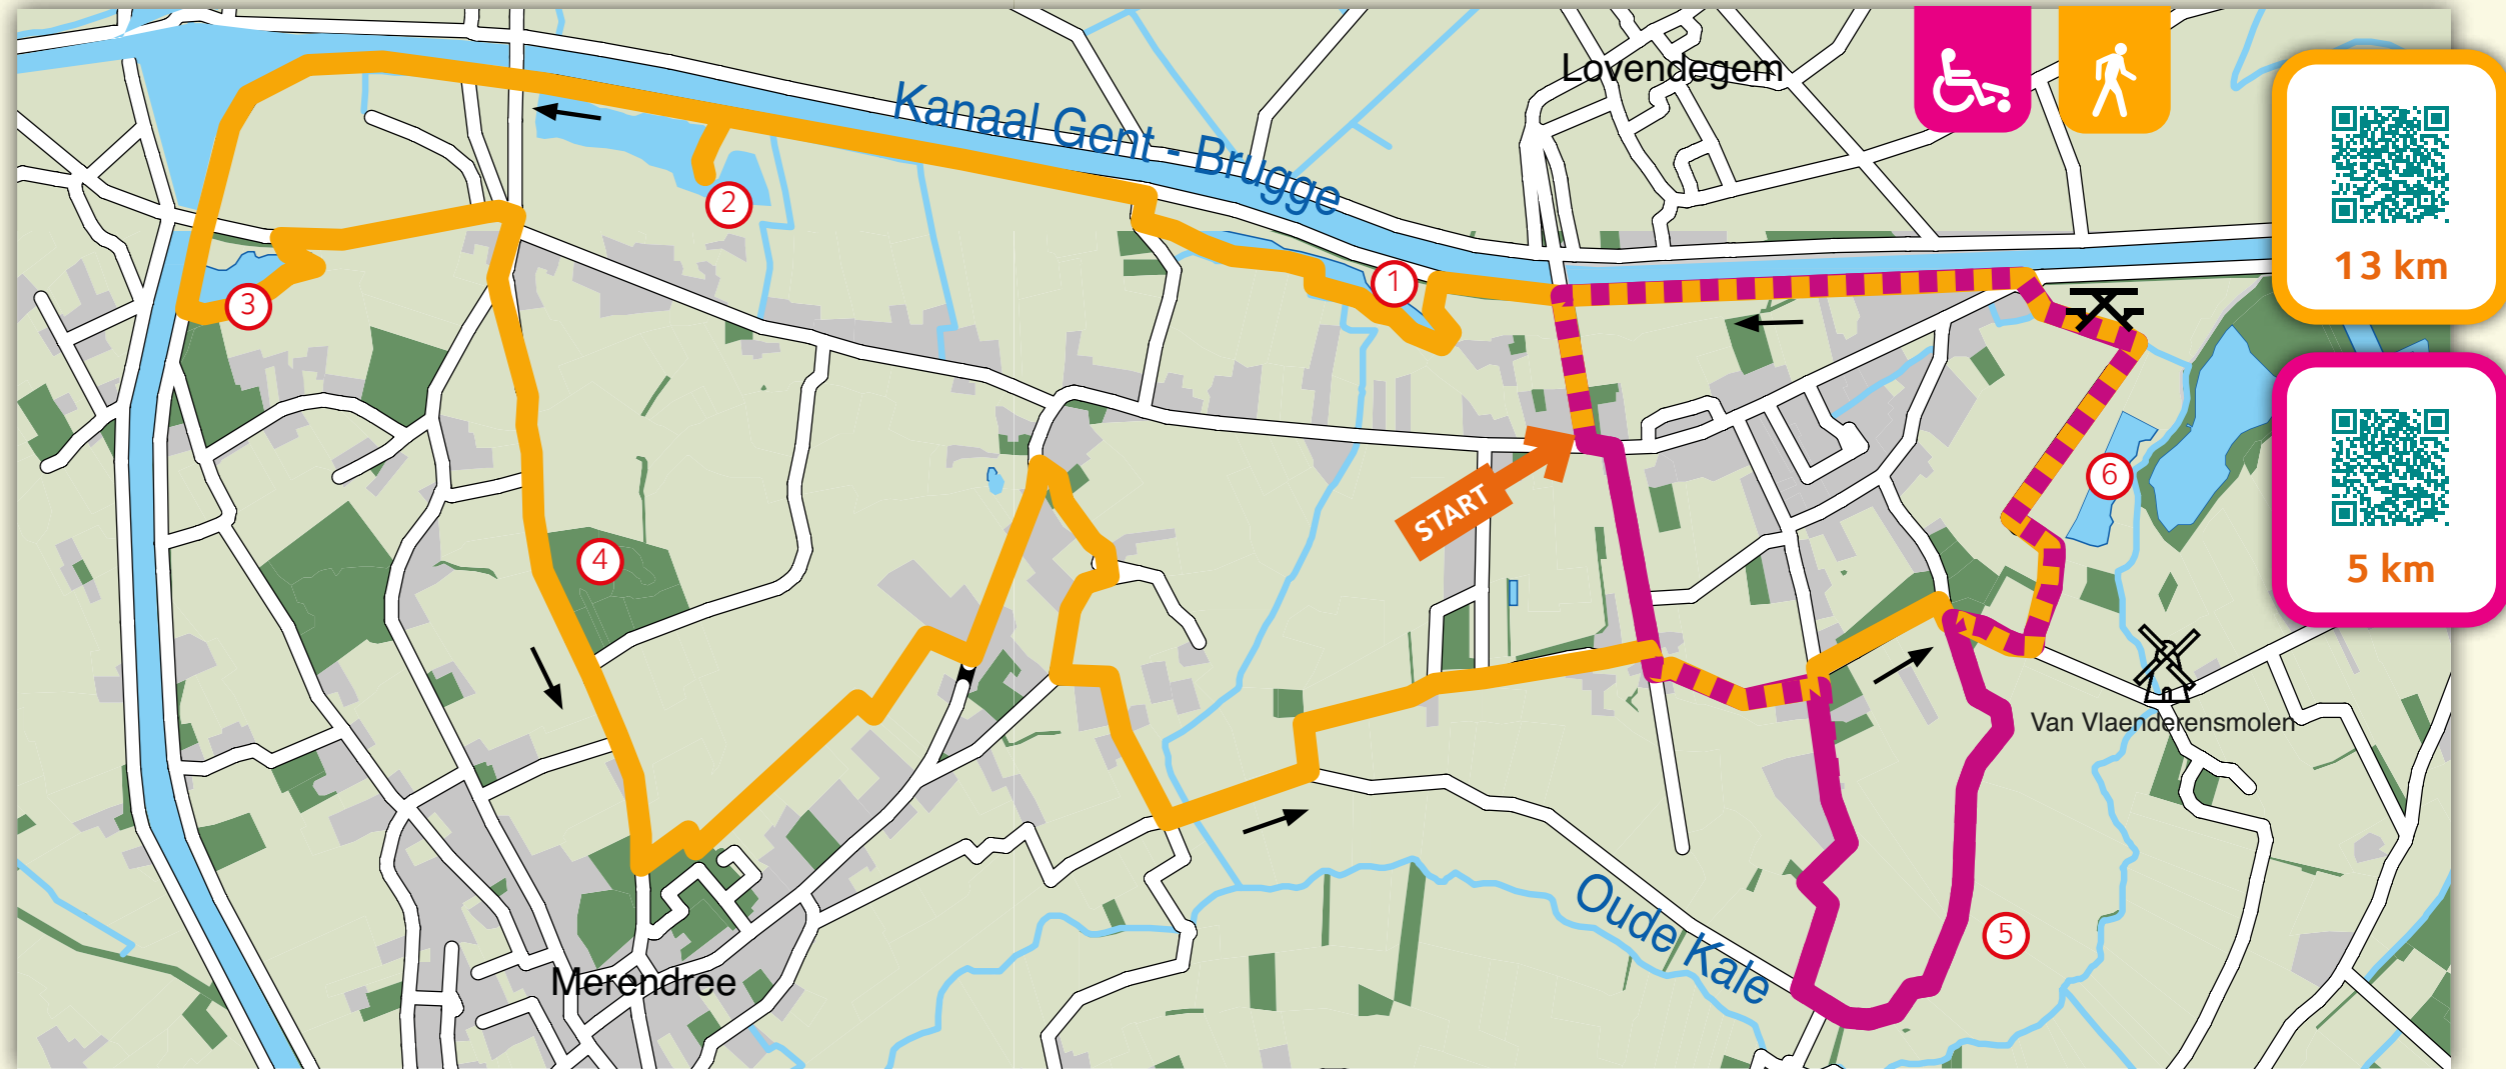 Lovendegem
Kanaal Gent - Brugge
13 km
5 km
START
1
2
3
4
5
6
Van Vlaenderensmolen
Oude Kale
Merendree